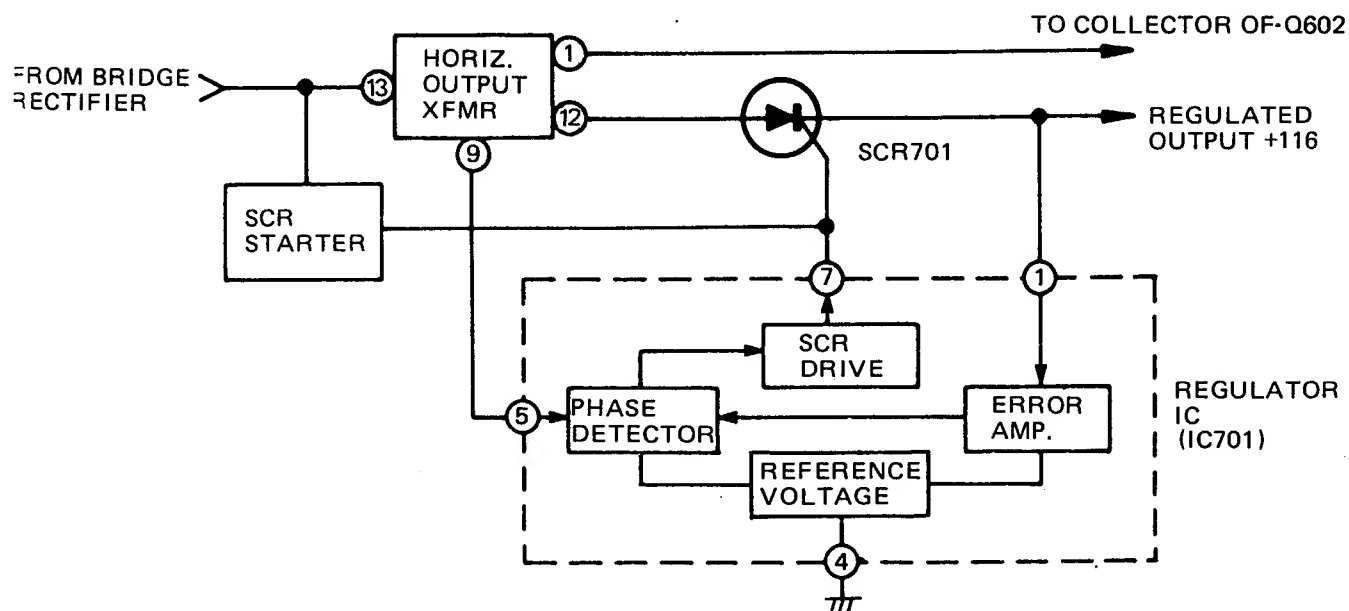 TO COLLECTOR OF Q602
FROM BRIDGE
RECTIFIER
13
HORIZ.
OUTPUT
XFMR
1
12
9
SCR701
REGULATED
OUTPUT +116
SCR
STARTER
7
1
SCR
DRIVE
5
PHASE
DETECTOR
ERROR
AMP.
REFERENCE
VOLTAGE
4
REGULATOR
IC
(IC701)